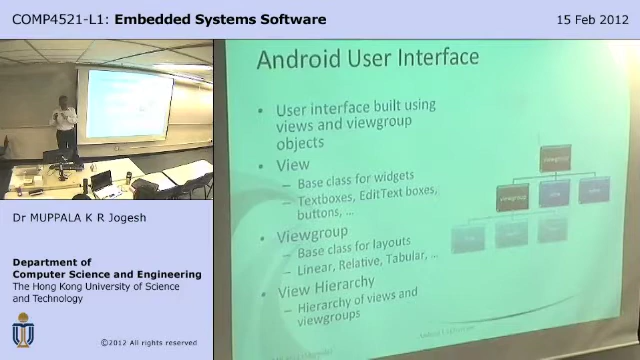 COMP4521-L1: Embedded Systems Software
15 Feb 2012
Android User Interface
• User interface built using
views and viewgroup
objects
• View
– Base class for widgets
– Textboxes, EditText boxes,
buttons, ...
• Viewgroup
– Base class for layouts
– Linear, Relative, Tabular, ...
• View Hierarchy
– Hierarchy of views and
viewgroups
viewgroup
viewgroup
Dr MUPPALA K R Jogesh
Department of
Computer Science and Engineering
The Hong Kong University of Science
and Technology
©2012 All rights reserved